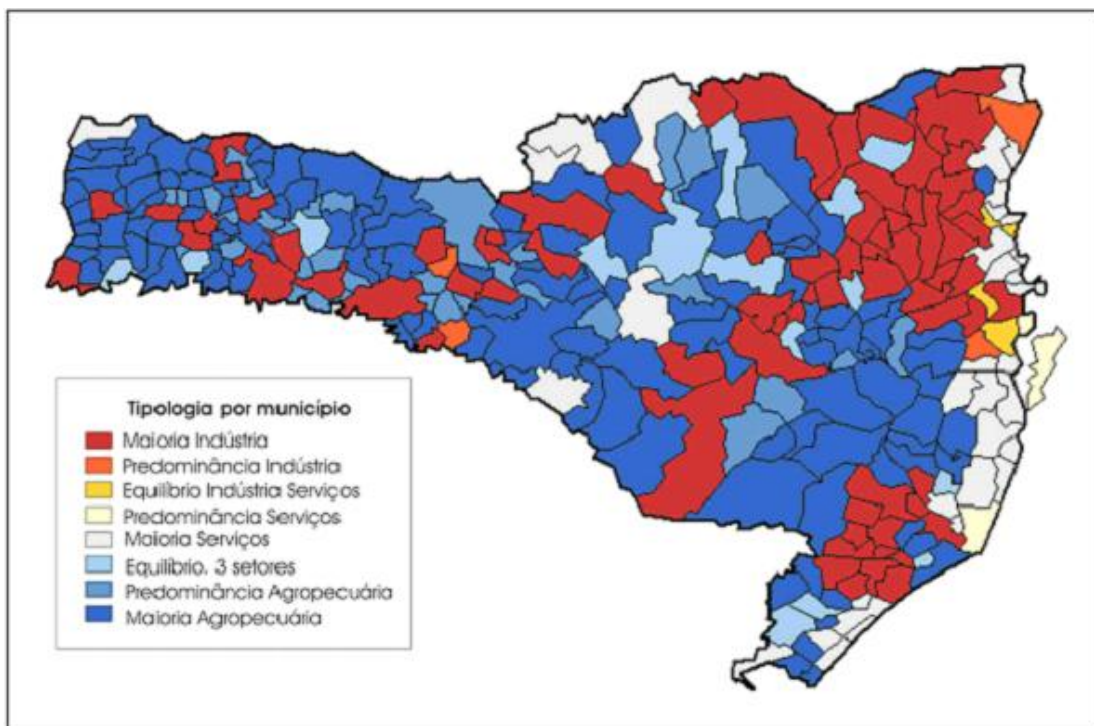 Tipologia por município
Maioria Indústria
Predominância Indústria
Equilíbrio Indústria Serviços
Predominância Serviços
Maioria Serviços
Equilíbrio. 3 setores
Predominância Agropecuária
Maioria Agropecuária